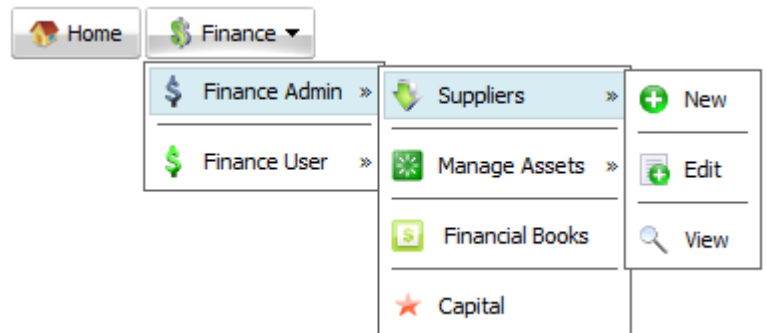 Home
Finance
Finance Admin »
Finance User »
Suppliers »
Manage Assets »
Financial Books
Capital
New
Edit
View